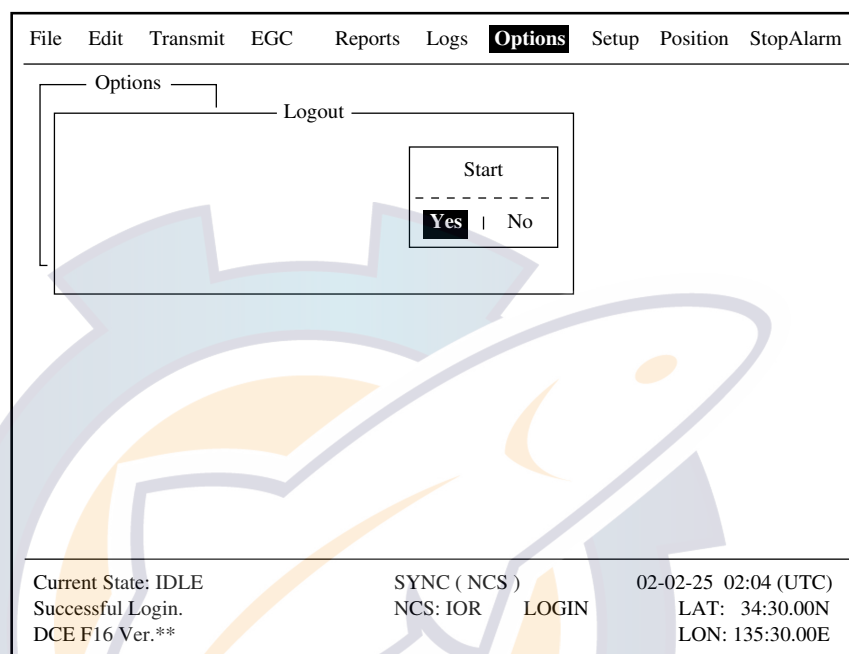 File Edit Transmit EGC Reports Logs Options Setup Position StopAlarm
Options
Logout
Start
Yes | No
Current State: IDLE SYNC ( NCS ) 02-02-25 02:04 (UTC)
Successful Login. NCS: IOR LOGIN LAT: 34:30.00N
DCE F16 Ver.** LON: 135:30.00E